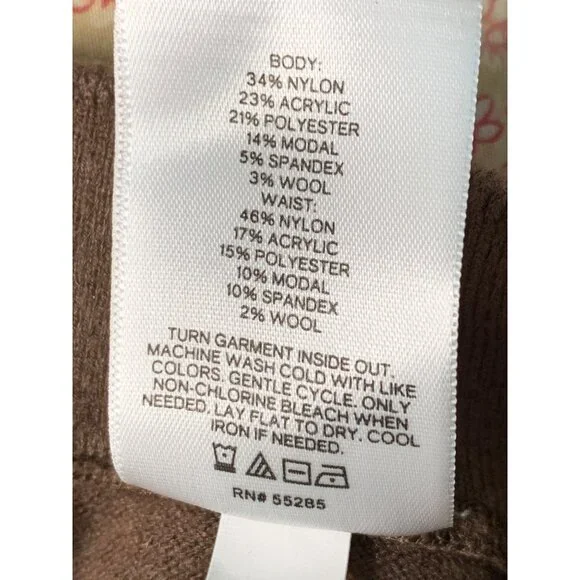 BODY:
34% NYLON
23% ACRYLIC
21% POLYESTER
14% MODAL
5% SPANDEX
3% WOOL
WAIST:
46% NYLON
17% ACRYLIC
15% POLYESTER
10% MODAL
10% SPANDEX
2% WOOL
TURN GARMENT INSIDE OUT.
MACHINE WASH COLD WITH LIKE
COLORS. GENTLE CYCLE. ONLY
NON-CHLORINE BLEACH WHEN
NEEDED. LAY FLAT TO DRY. COOL
IRON IF NEEDED.
RN# 55285